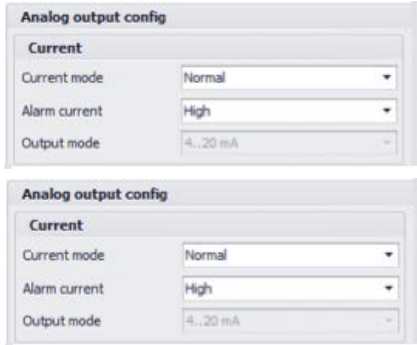 Analog output config
Current
Current mode Normal
Alarm current High
Output mode 4..20 mA
Analog output config
Current
Current mode Normal
Alarm current High
Output mode 4..20 mA